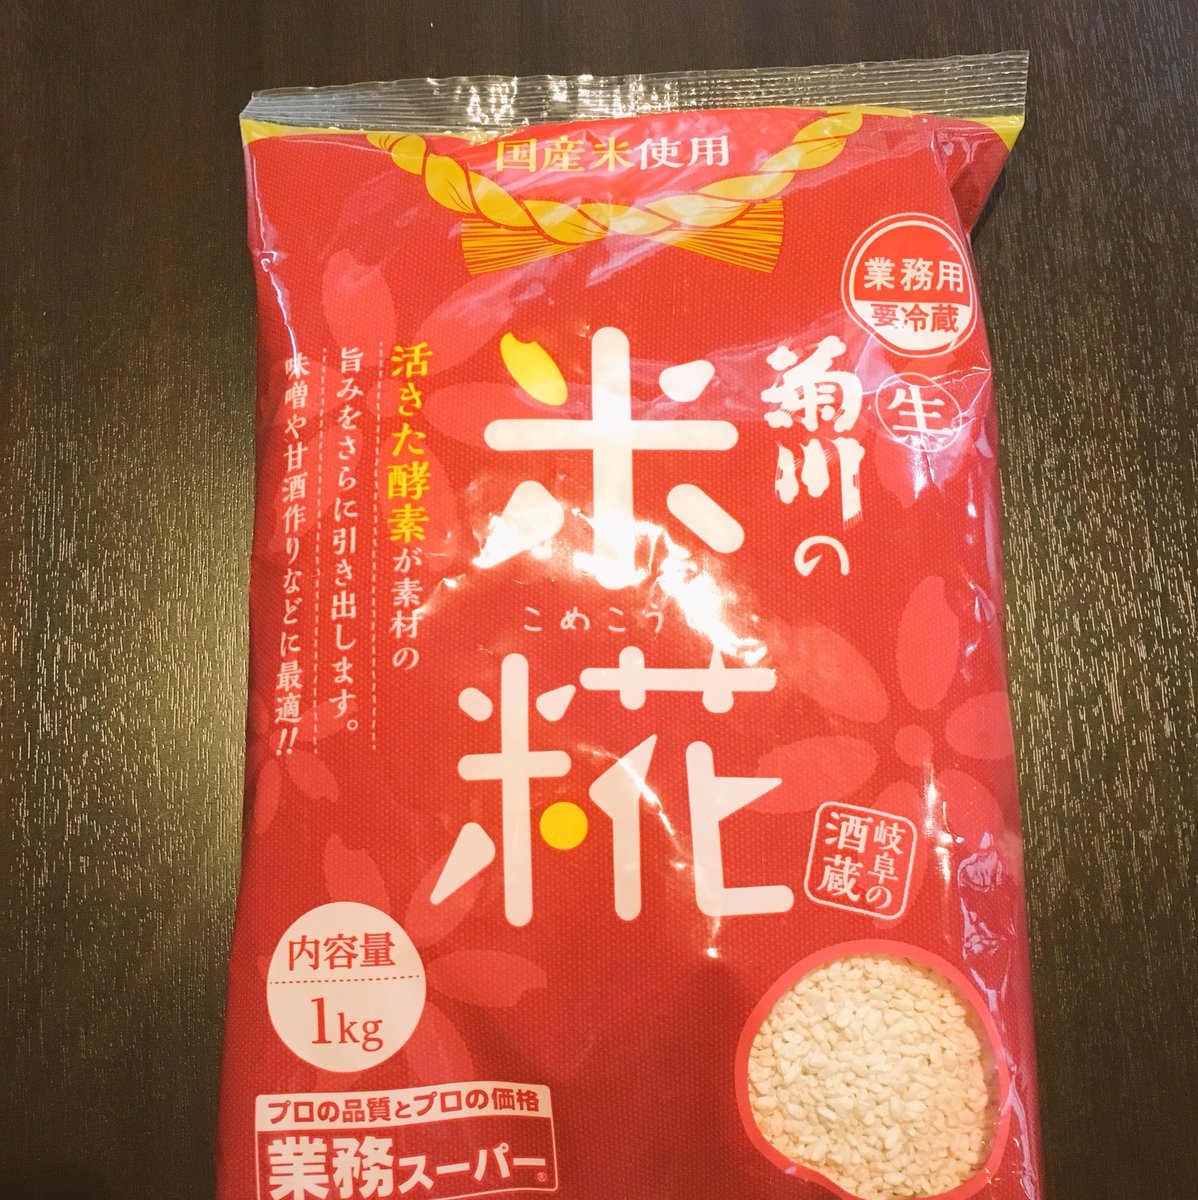 国産米使用
業務用
要冷蔵
生
菊川の
米
こめこうじ
糀
活きた酵素が素材の
旨みをさらに引き出します。
味噌や甘酒作りなどに最適!!
岐阜の
酒蔵
内容量
1kg
プロの品質とプロの価格
業務スーパー®